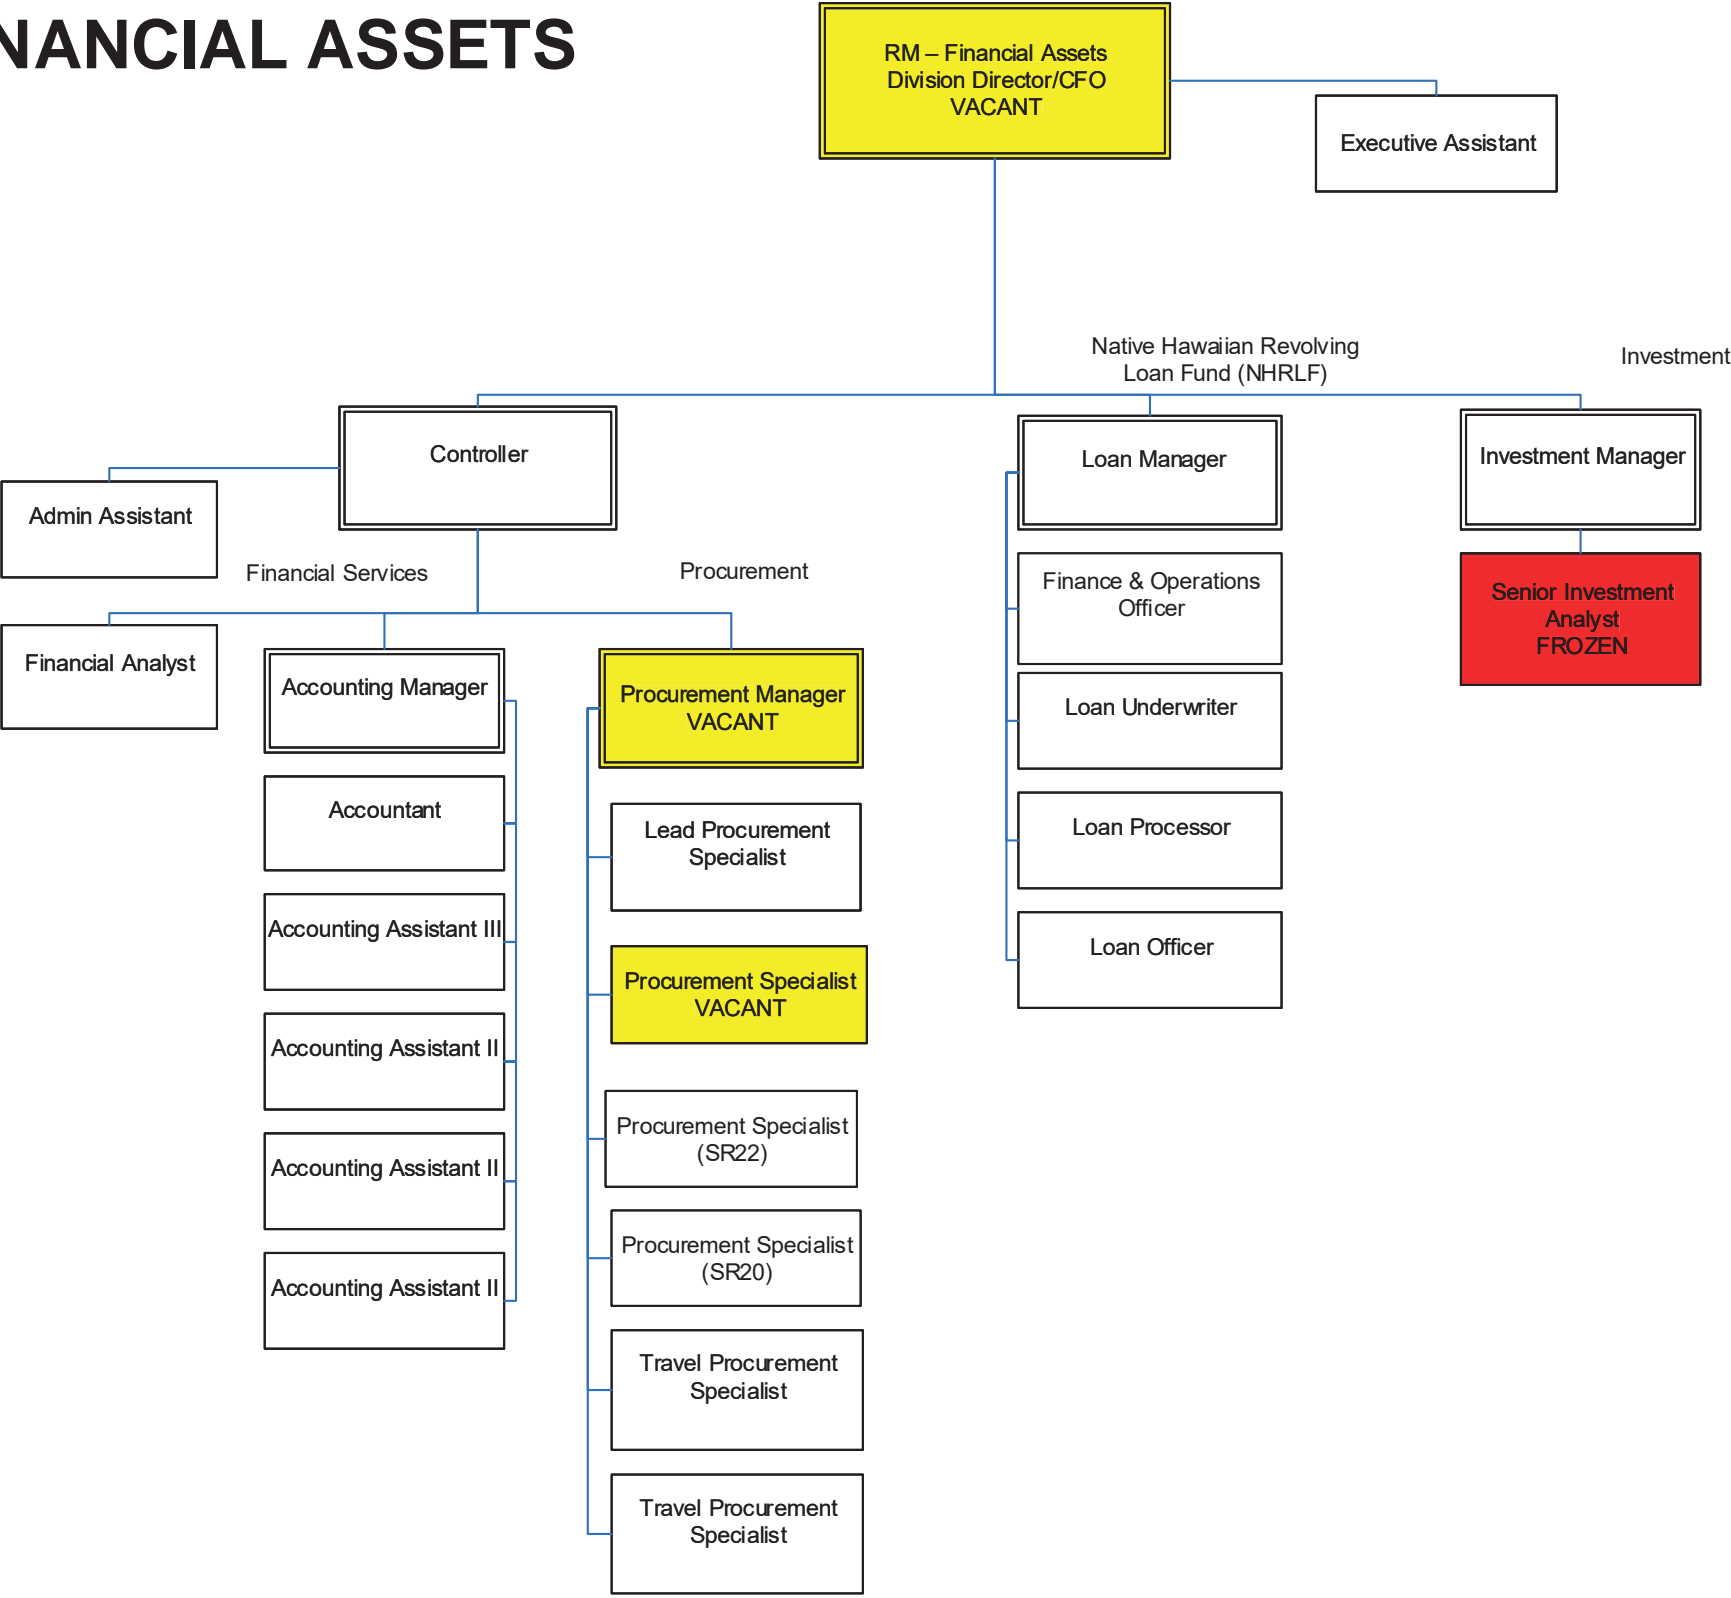 NANCIAL ASSETS
RM – Financial Assets
Division Director/CFO
VACANT
Executive Assistant
Native Hawaiian Revolving
Loan Fund (NHRLF)
Investment
Controller
Loan Manager
Investment Manager
Admin Assistant
Financial Services
Procurement
Finance & Operations
Officer
Senior Investment
Analyst
FROZEN
Financial Analyst
Accounting Manager
Procurement Manager
VACANT
Loan Underwriter
Accountant
Lead Procurement
Specialist
Loan Processor
Accounting Assistant III
Procurement Specialist
VACANT
Loan Officer
Accounting Assistant II
Procurement Specialist
(SR22)
Accounting Assistant II
Procurement Specialist
(SR20)
Accounting Assistant II
Travel Procurement
Specialist
Travel Procurement
Specialist